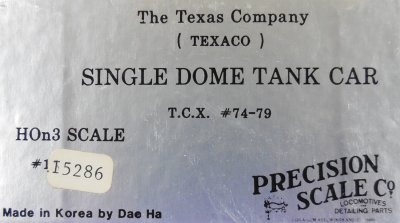 The Texas Company
( TEXACO )
SINGLE DOME TANK CAR
T.C.X. #74-79
HOn3 SCALE
#1
15286
PRECISION
SCALE Co
LOCOMOTIVES
DETAILING PARTS
Made in Korea by Dae Ha